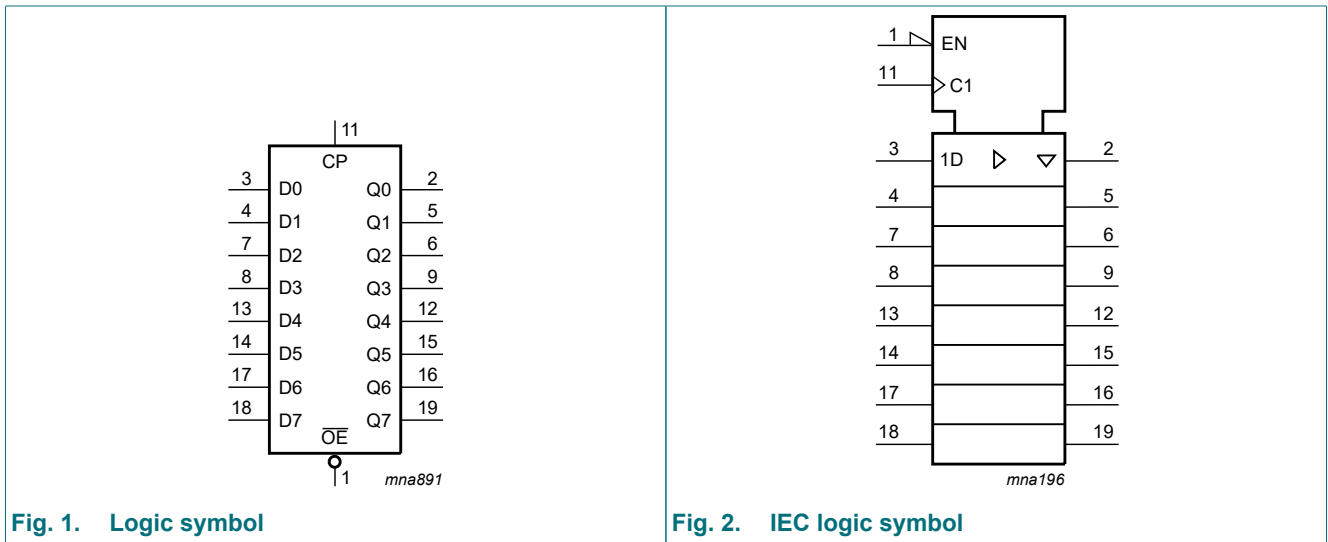 11
CP
3 D0 Q0 2
4 D1 Q1 5
7 D2 Q2 6
8 D3 Q3 9
13 D4 Q4 12
14 D5 Q5 15
17 D6 Q6 16
18 D7 Q7 19
O̅E̅
1 mna891
Fig. 1. Logic symbol
1 EN
11 C1
3 1D 2
4 5
7 6
8 9
13 12
14 15
17 16
18 19
mna196
Fig. 2. IEC logic symbol